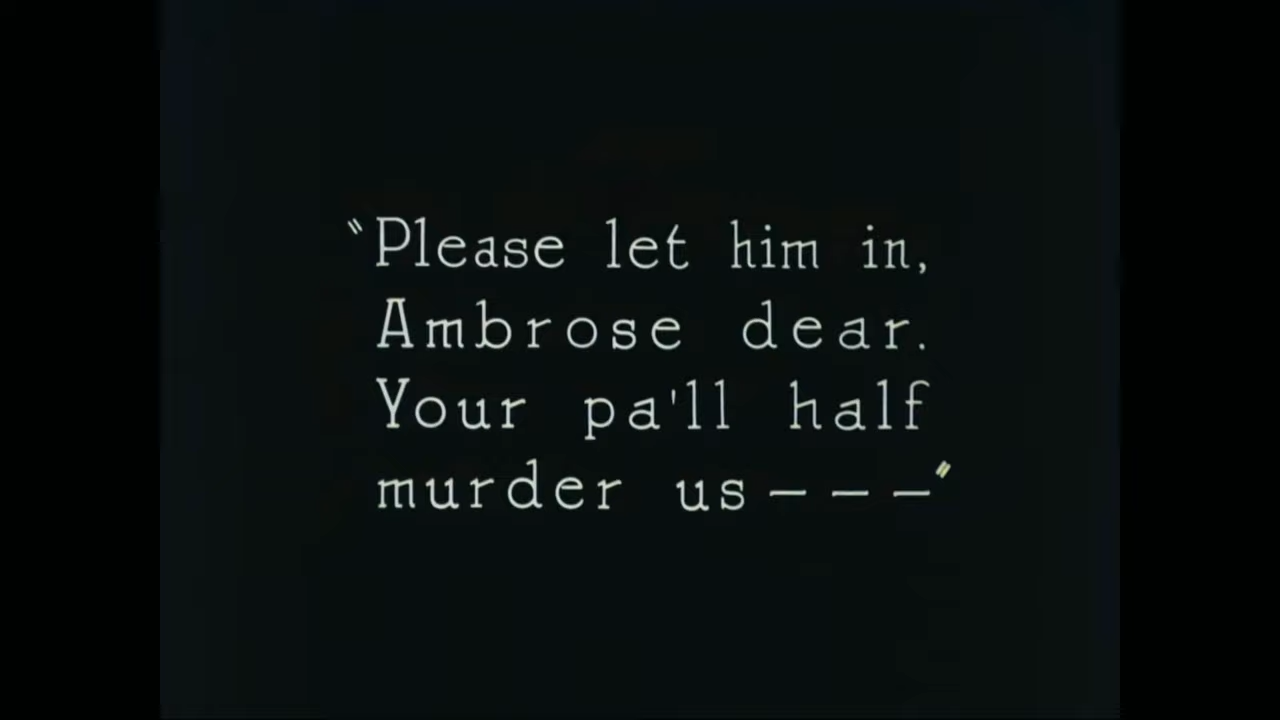 "Please let him in,
Ambrose dear.
Your pa'll half
murder us – – –"